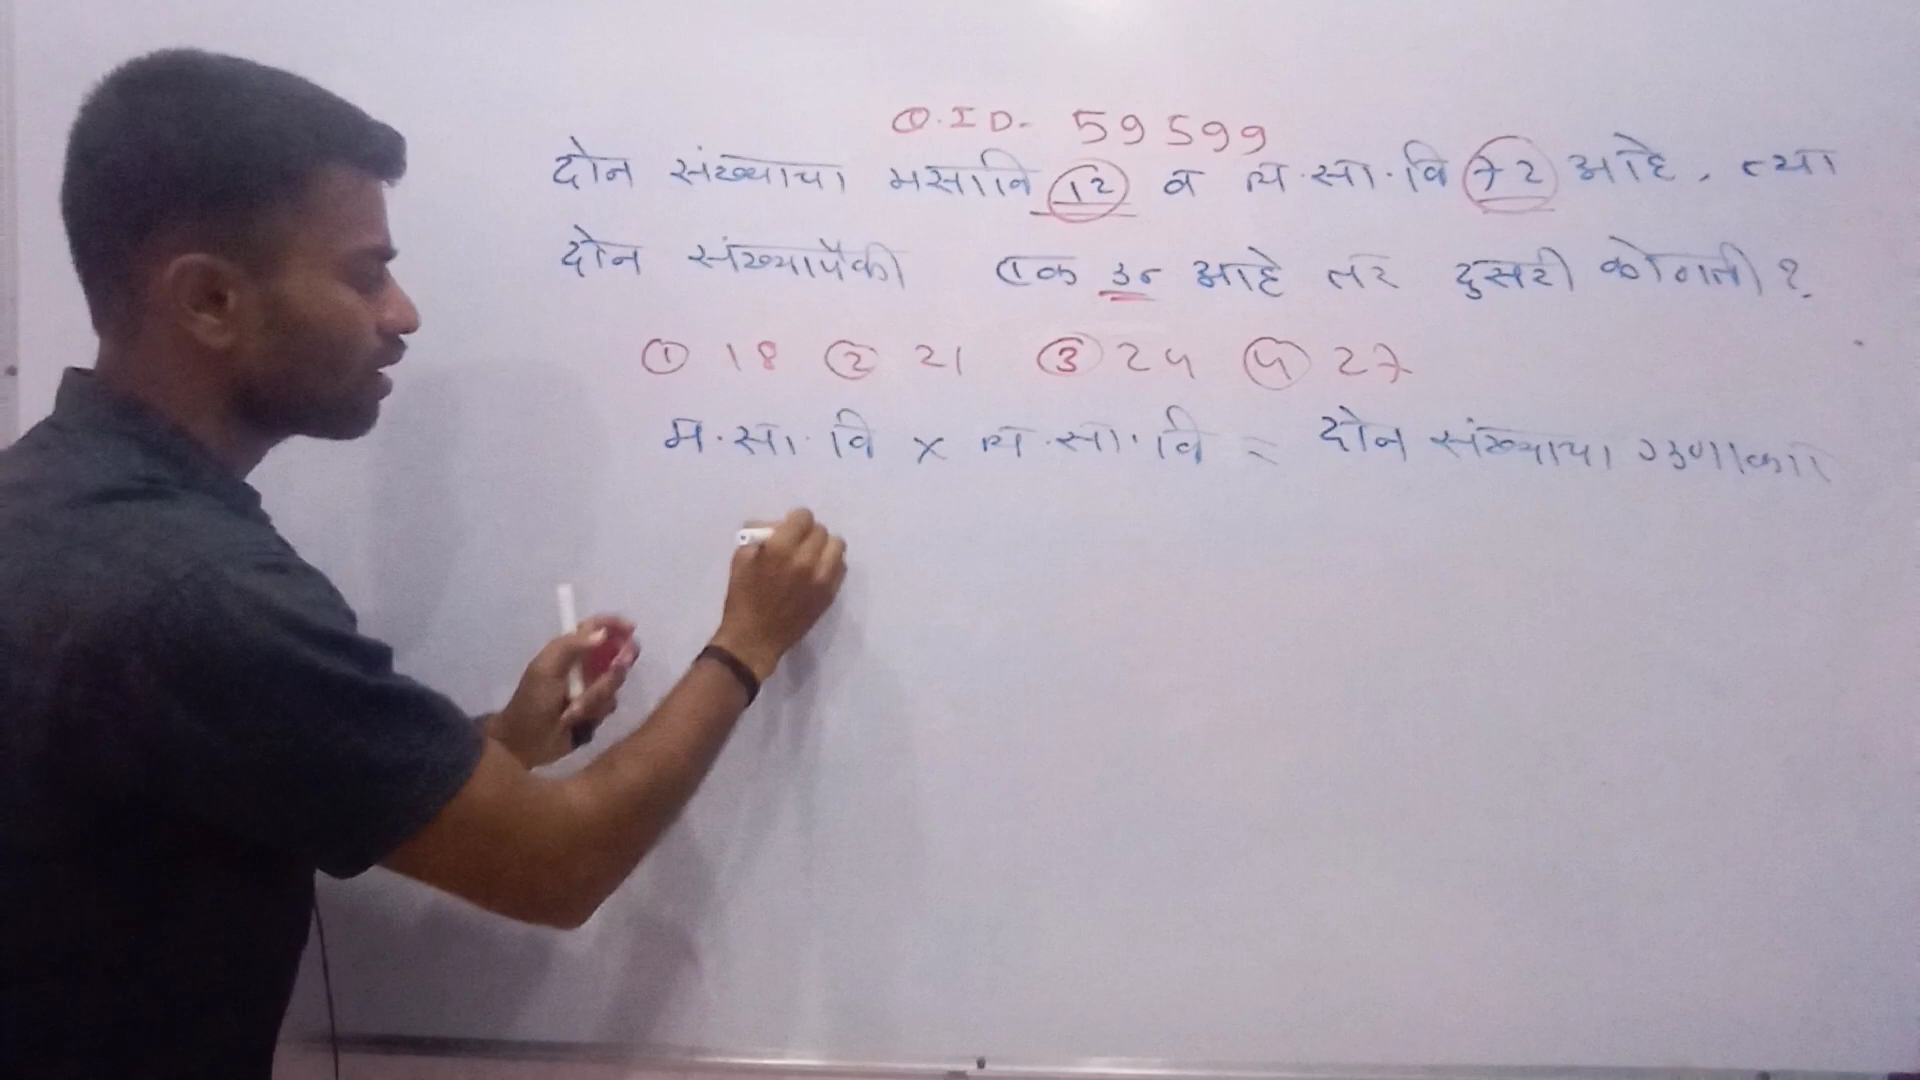 Q.ID- 59599
दोन संख्याचा मसावि 12 व ल.सा.वि 72 आहे, त्या
दोन संख्यापैकी एक 36 आहे तर दुसरी कोणती?
① 18 ② 21 ③ 24 ④ 27
म.सा.वि × ल.सा.वि = दोन संख्याचा गुणाकार